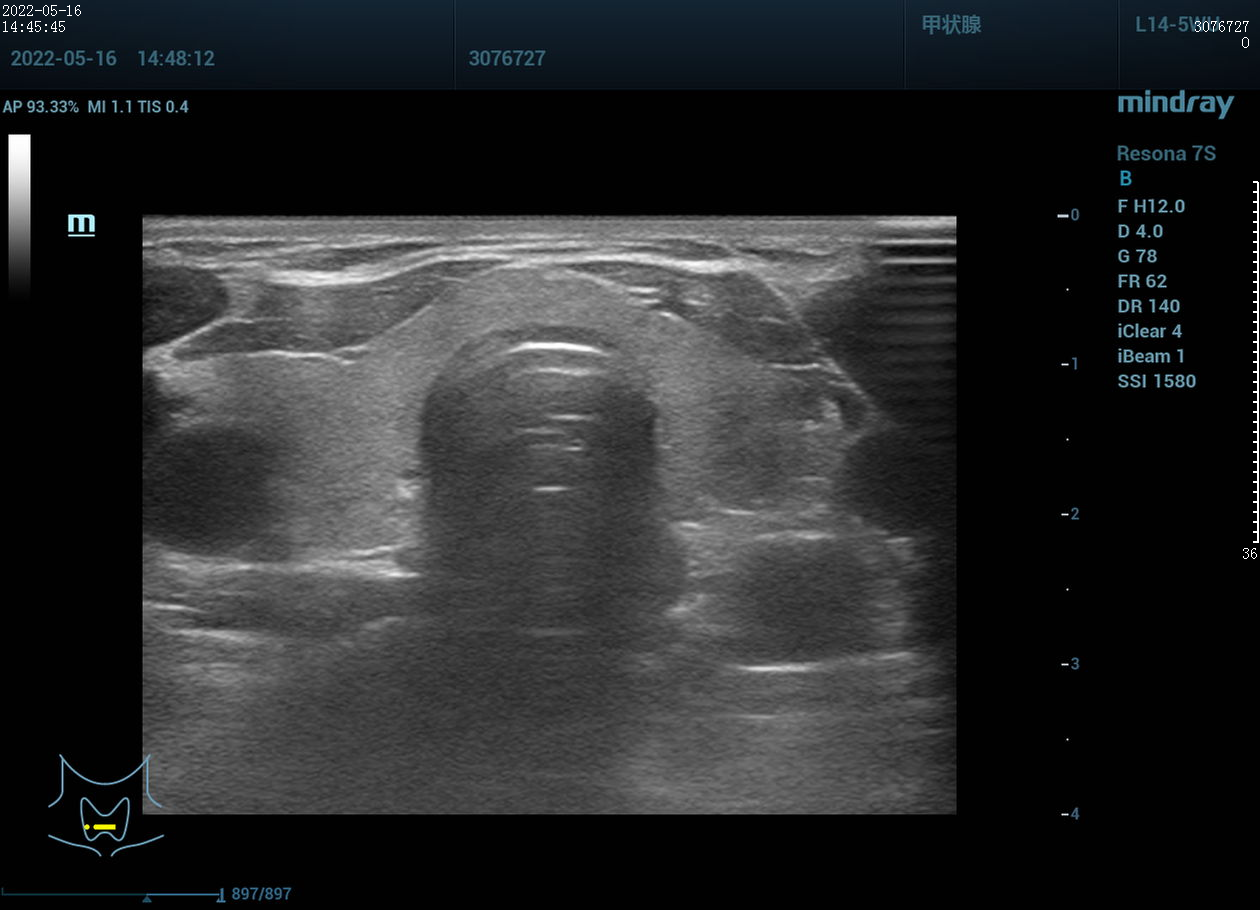 2022-05-16
14:45:45
甲状腺
L14-5WU
3076727
0
2022-05-16 14:48:12
3076727
AP 93.33% MI 1.1 TIS 0.4
mindray
Resona 7S
B
F H12.0
D 4.0
G 78
FR 62
DR 140
iClear 4
iBeam 1
SSI 1580
m
0
1
2
3
4
36
897/897